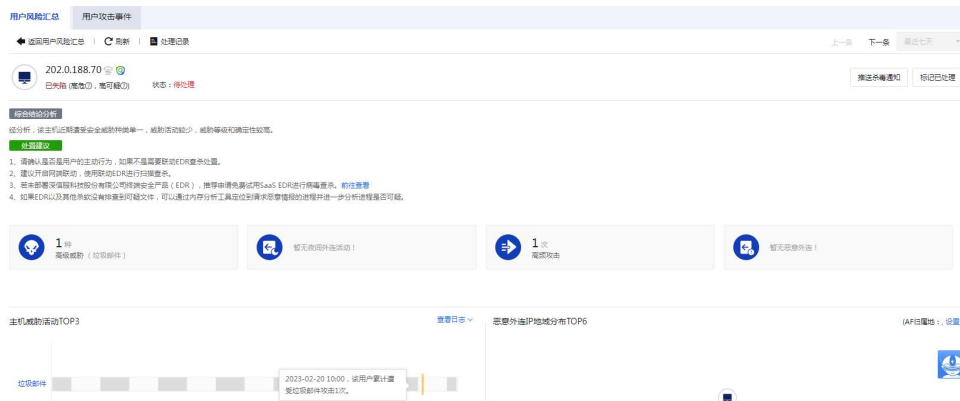 用户风险汇总 用户攻击事件
返回用户风险汇总 刷新 处理记录 上一条 下一条 最近七天
202.0.188.70
已失陷 (高危, 高可疑) 状态：待处理 推送杀毒通知 标记已处理
综合结论分析
经分析，该主机近期遭受安全威胁种类单一，威胁活动较少，威胁等级和确定性较高。
处置建议
1、请确认是否是用户的主动行为，如果不是需要联动EDR查杀处置。
2、建议开启网端联动，使用联动EDR进行扫描查杀。
3、若未部署深信服科技股份有限公司终端安全产品（EDR），推荐申请免费试用SaaS EDR进行病毒查杀。前往查看
4、如果EDR以及其他杀软没有排查到可疑文件，可以通过内存分析工具定位到请求恶意情报的进程并进一步分析进程是否可疑。
1 种
高级威胁（垃圾邮件）
暂无夜间外连活动！
1 次
高频攻击
暂无恶意外连！
主机威胁活动TOP3 查看日志
恶意外连IP地域分布TOP6 (AF归属地：, 设置
垃圾邮件
2023-02-20 10:00，该用户累计遭
受垃圾邮件攻击1次。